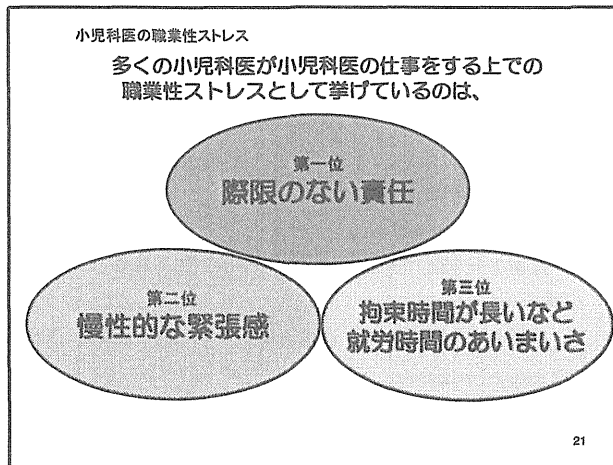 小児科医の職業性ストレス
多くの小児科医が小児科医の仕事をする上での
職業性ストレスとして挙げているのは、
第一位
際限のない責任
第二位
慢性的な緊張感
第三位
拘束時間が長いなど
就労時間のあいまいさ
21